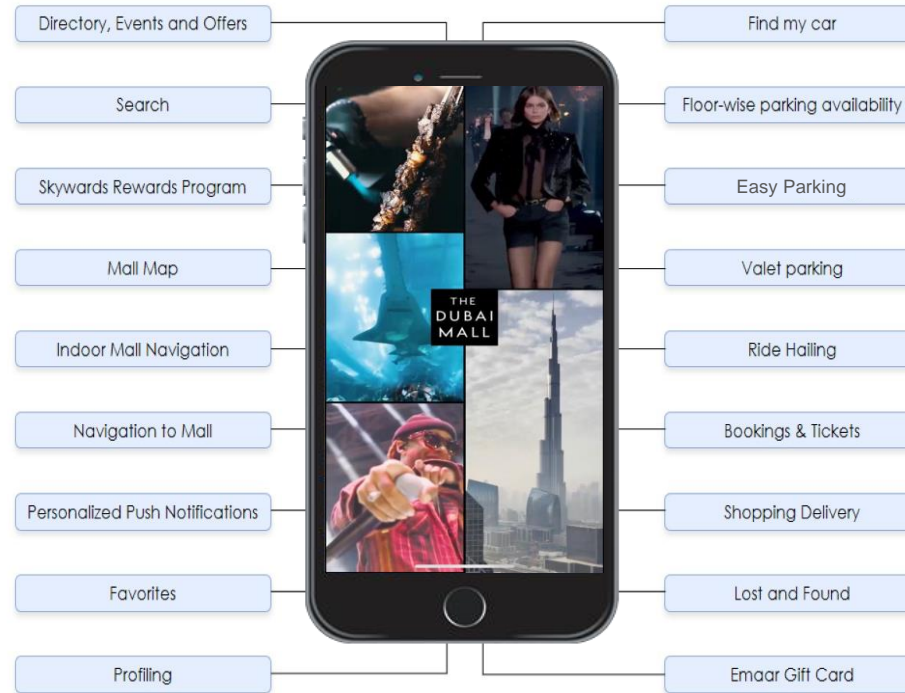 Directory, Events and Offers
Find my car
Search
Floor-wise parking availability
Skywards Rewards Program
Easy Parking
Mall Map
Valet parking
THE
DUBAI
MALL
Indoor Mall Navigation
Ride Hailing
Navigation to Mall
Bookings & Tickets
Personalized Push Notifications
Shopping Delivery
Favorites
Lost and Found
Profiling
Emaar Gift Card